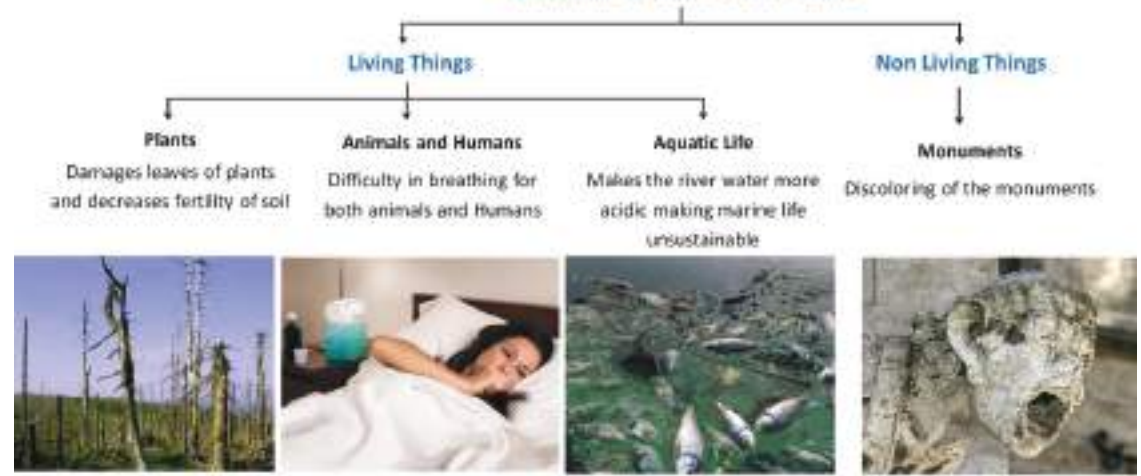 Living Things
Non Living Things
Plants
Damages leaves of plants
and decreases fertility of soil
Animals and Humans
Difficulty in breathing for
both animals and Humans
Aquatic Life
Makes the river water more
acidic making marine life
unsustainable
Monuments
Discoloring of the monuments